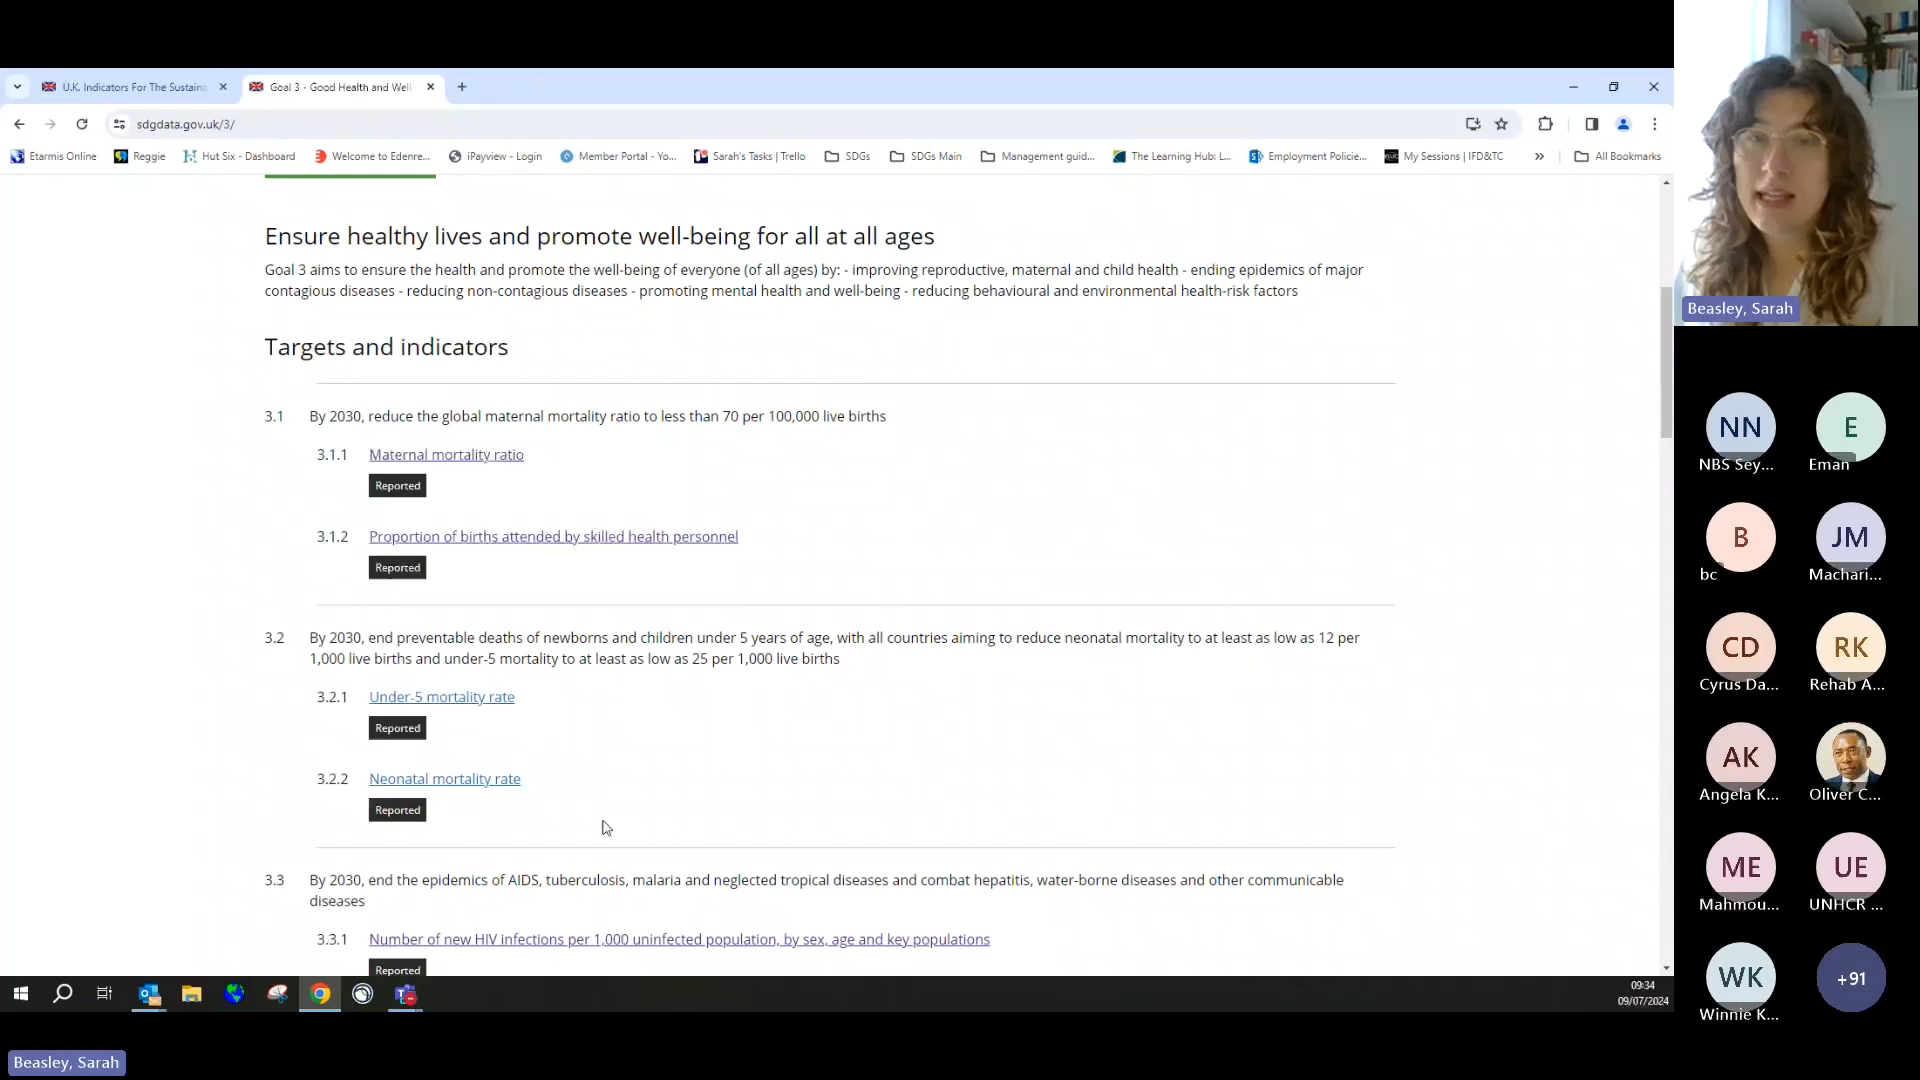 U.K. Indicators For The Sustaina
Goal 3 - Good Health and Well-
sdgdata.gov.uk/3/
Etarmis Online
Reggie
Hut Six - Dashboard
Welcome to Edenre...
iPayview - Login
Member Portal - Yo...
Sarah's Tasks | Trello
SDGs
SDGs Main
Management guid...
The Learning Hub: L...
Employment Policie...
My Sessions | IFD&TC
»
All Bookmarks
Ensure healthy lives and promote well-being for all at all ages
Goal 3 aims to ensure the health and promote the well-being of everyone (of all ages) by: - improving reproductive, maternal and child health - ending epidemics of major
contagious diseases - reducing non-contagious diseases - promoting mental health and well-being - reducing behavioural and environmental health-risk factors
Targets and indicators
3.1 By 2030, reduce the global maternal mortality ratio to less than 70 per 100,000 live births
3.1.1 Maternal mortality ratio
Reported
3.1.2 Proportion of births attended by skilled health personnel
Reported
3.2 By 2030, end preventable deaths of newborns and children under 5 years of age, with all countries aiming to reduce neonatal mortality to at least as low as 12 per
1,000 live births and under-5 mortality to at least as low as 25 per 1,000 live births
3.2.1 Under-5 mortality rate
Reported
3.2.2 Neonatal mortality rate
Reported
3.3 By 2030, end the epidemics of AIDS, tuberculosis, malaria and neglected tropical diseases and combat hepatitis, water-borne diseases and other communicable
diseases
3.3.1 Number of new HIV infections per 1,000 uninfected population, by sex, age and key populations
Reported
09:34
09/07/2024
Beasley, Sarah
Beasley, Sarah
NN
NBS Sey...
E
Eman
B
bc
JM
Machari...
CD
Cyrus Da...
RK
Rehab A...
AK
Angela K...
Oliver C...
ME
Mahmou...
UE
UNHCR ...
WK
Winnie K...
+91